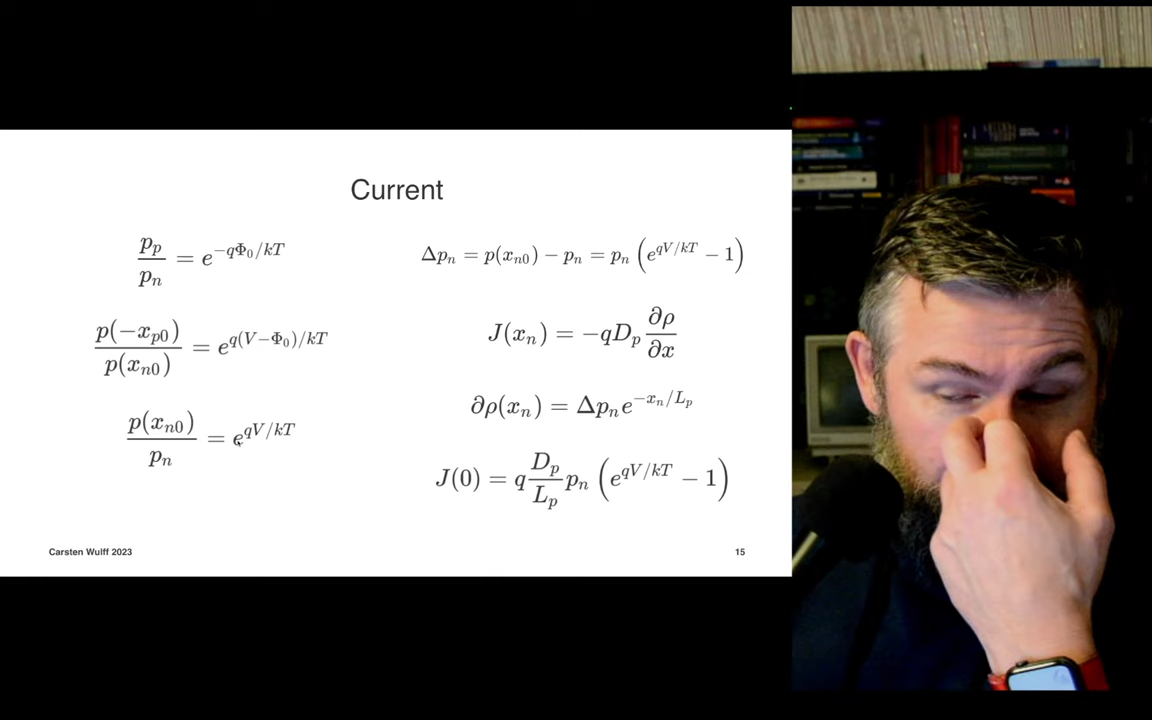 Current
p_p / p_n = e^{-qΦ_0/kT}
p(-x_{p0}) / p(x_{n0}) = e^{q(V-Φ_0)/kT}
p(x_{n0}) / p_n = e^{qV/kT}
Δp_n = p(x_{n0}) - p_n = p_n (e^{qV/kT} - 1)
J(x_n) = -qD_p ∂ρ/∂x
∂ρ(x_n) = Δp_n e^{-x_n/L_p}
J(0) = q D_p/L_p p_n (e^{qV/kT} - 1)
Carsten Wulff 2023
15